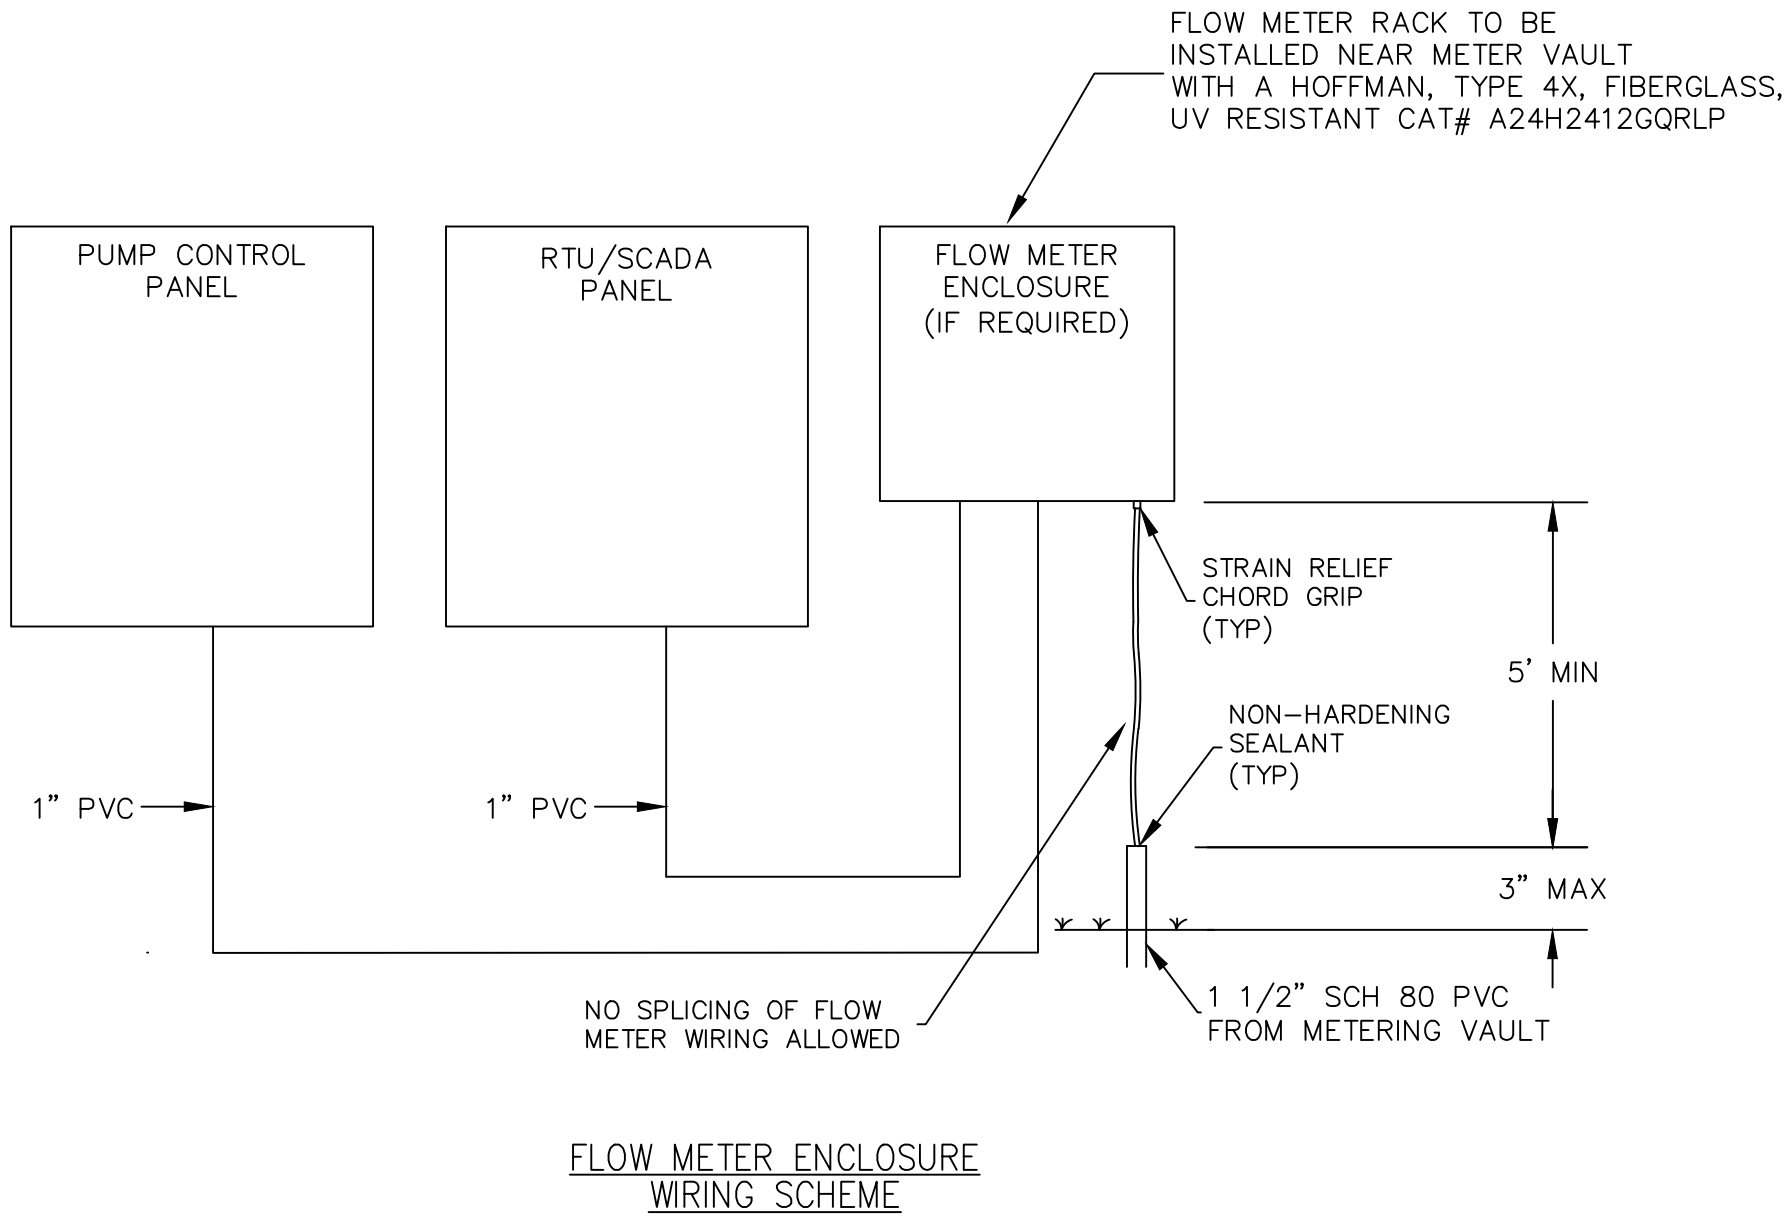 FLOW METER RACK TO BE
INSTALLED NEAR METER VAULT
WITH A HOFFMAN, TYPE 4X, FIBERGLASS,
UV RESISTANT CAT# A24H2412GQRLP
PUMP CONTROL
PANEL
RTU/SCADA
PANEL
FLOW METER
ENCLOSURE
(IF REQUIRED)
STRAIN RELIEF
CHORD GRIP
(TYP)
5' MIN
NON-HARDENING
SEALANT
(TYP)
1" PVC
1" PVC
3" MAX
NO SPLICING OF FLOW
METER WIRING ALLOWED
1 1/2" SCH 80 PVC
FROM METERING VAULT
FLOW METER ENCLOSURE
WIRING SCHEME